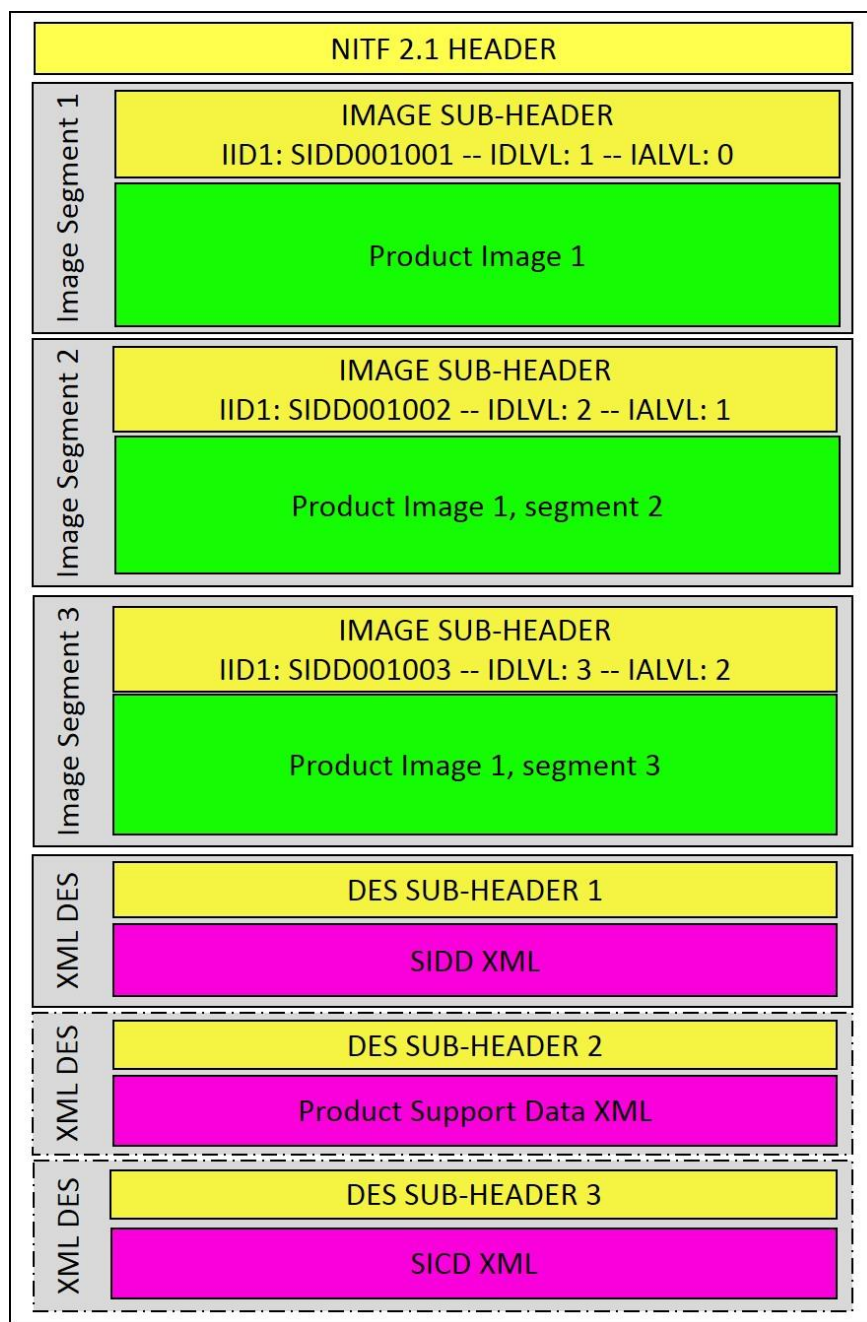 NITF 2.1 HEADER
Image Segment 1
IMAGE SUB-HEADER
IID1: SIDD001001 -- IDLVL: 1 -- IALVL: 0
Product Image 1
Image Segment 2
IMAGE SUB-HEADER
IID1: SIDD001002 -- IDLVL: 2 -- IALVL: 1
Product Image 1, segment 2
Image Segment 3
IMAGE SUB-HEADER
IID1: SIDD001003 -- IDLVL: 3 -- IALVL: 2
Product Image 1, segment 3
XML DES
DES SUB-HEADER 1
SIDD XML
XML DES
DES SUB-HEADER 2
Product Support Data XML
XML DES
DES SUB-HEADER 3
SICD XML